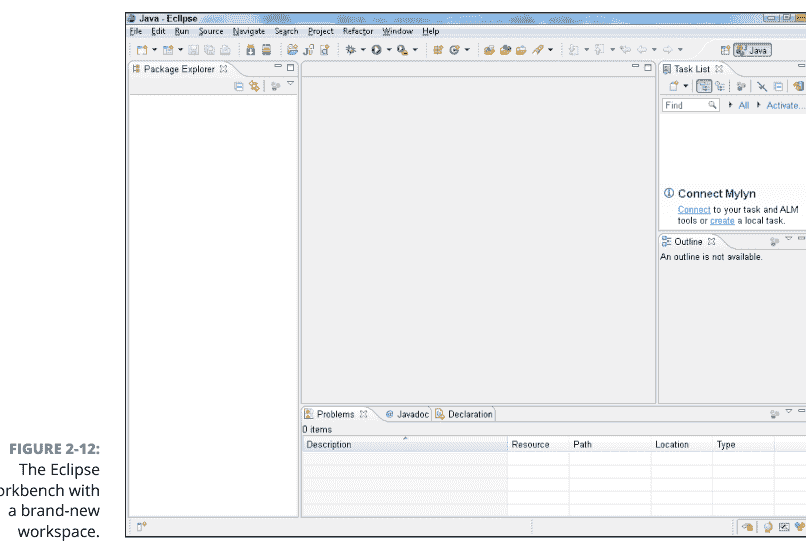 Java - Eclipse
File Edit Run Source Navigate Search Project Refactor Window Help
Java
Package Explorer
Task List
Find All Activate...
Connect Mylyn
Connect to your task and ALM
tools or create a local task.
Outline
An outline is not available.
Problems @ Javadoc Declaration
0 items
Description Resource Path Location Type
FIGURE 2-12:
The Eclipse
orkbench with
a brand-new
workspace.